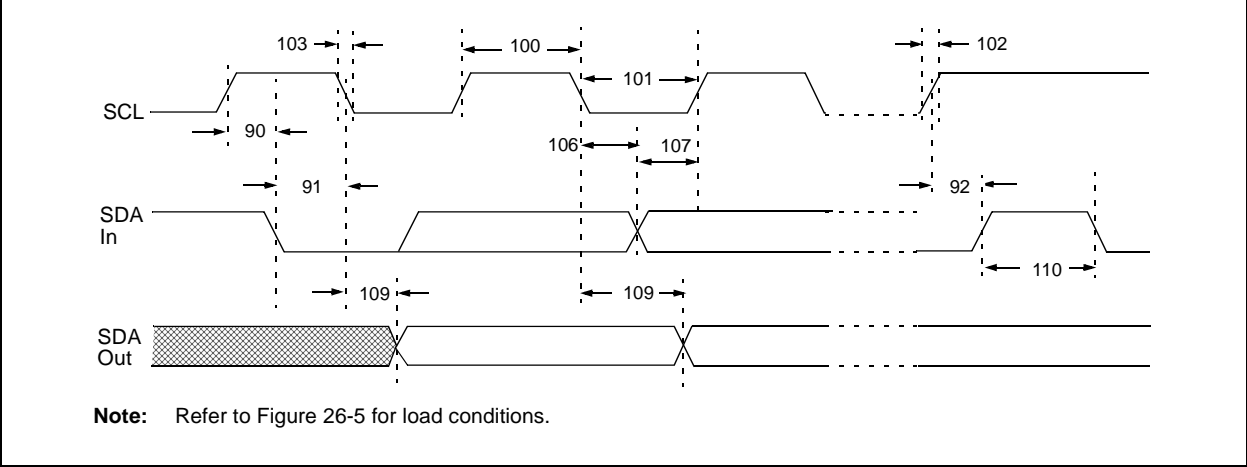 103
100
102
101
SCL
90
106
107
91
92
SDA
In
110
109
109
SDA
Out
Note: Refer to Figure 26-5 for load conditions.